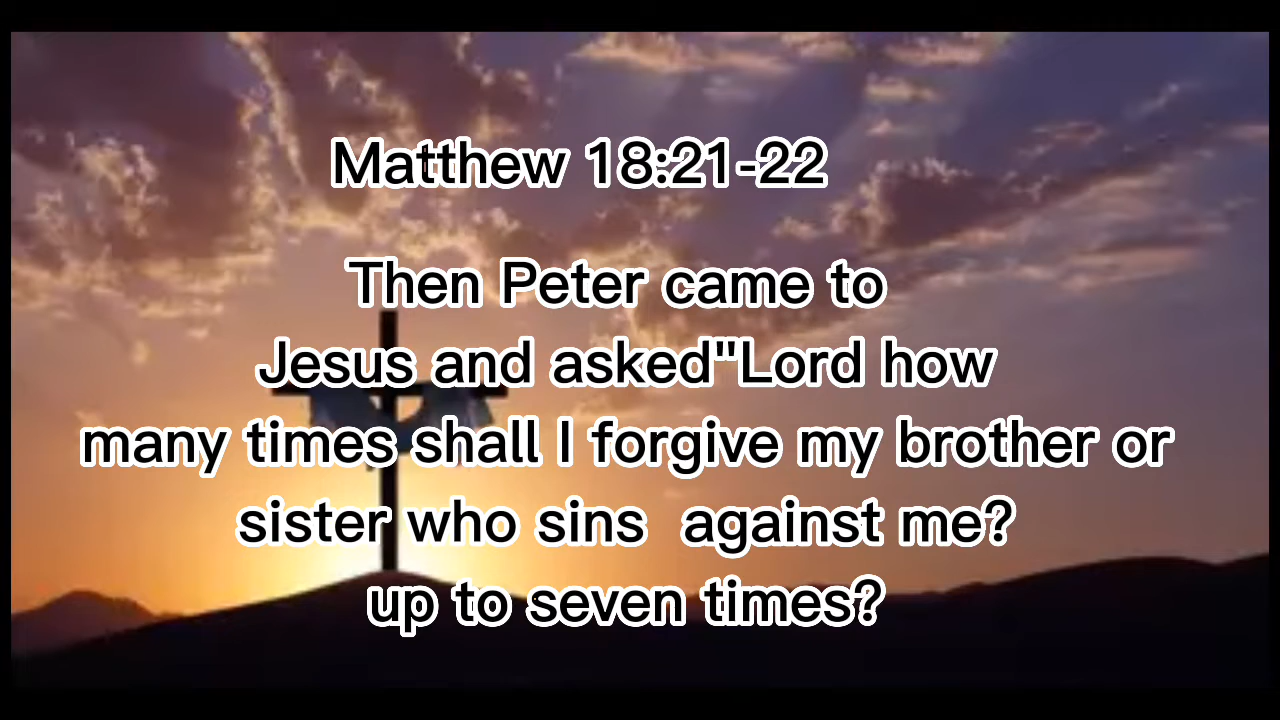 Matthew 18:21-22
Then Peter came to
Jesus and asked"Lord how
many times shall I forgive my brother or
sister who sins  against me?
up to seven times?